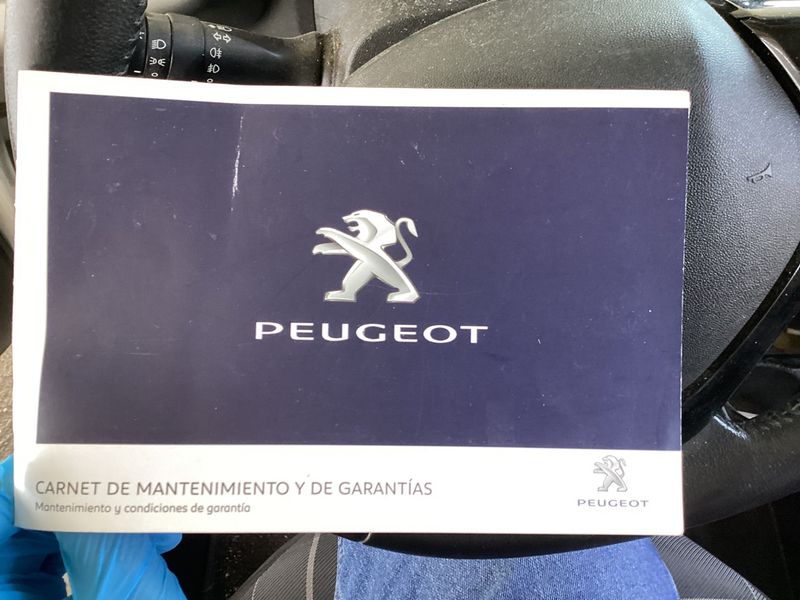 PEUGEOT
CARNET DE MANTENIMIENTO Y DE GARANTÍAS
Mantenimiento y condiciones de garantía
PEUGEOT